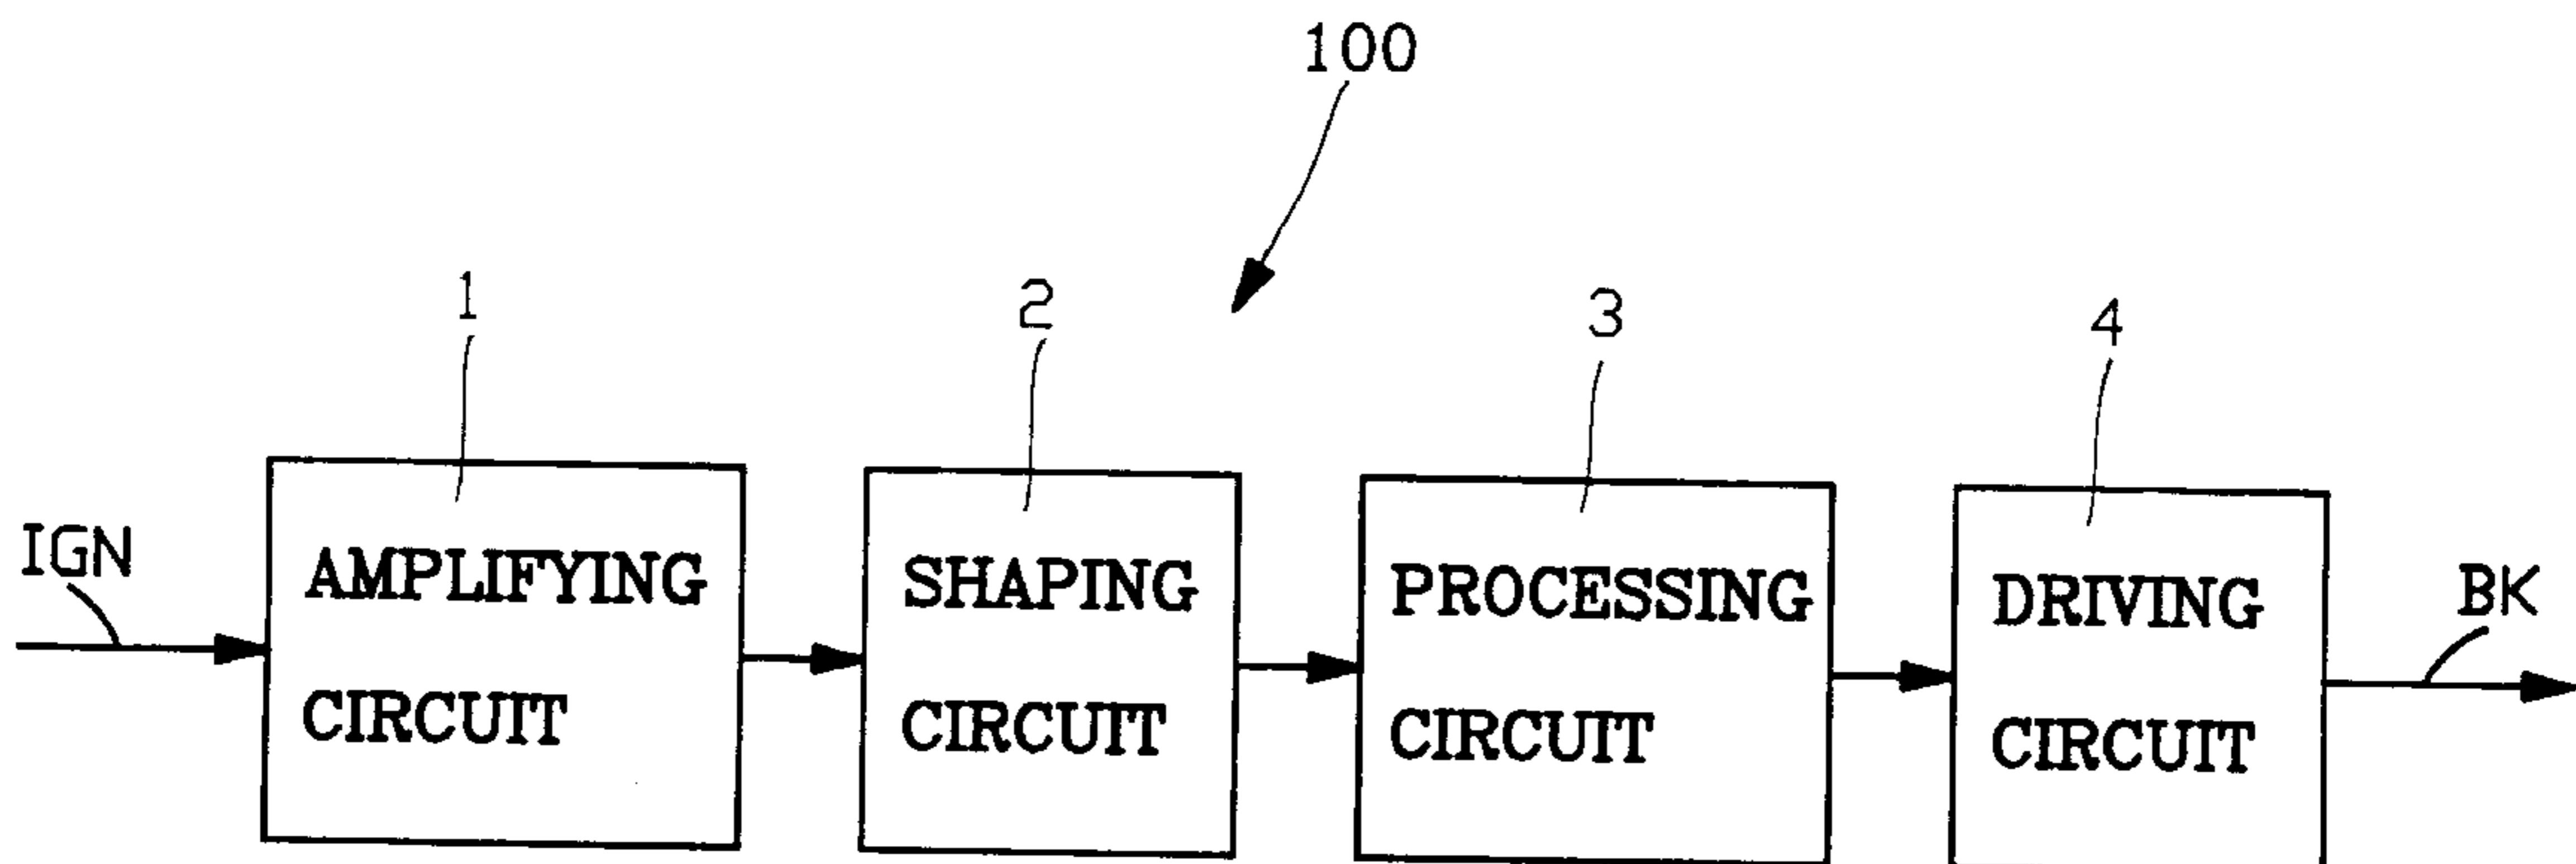 100
1
2
3
4
IGN
AMPLIFYING
CIRCUIT
SHAPING
CIRCUIT
PROCESSING
CIRCUIT
DRIVING
CIRCUIT
BK